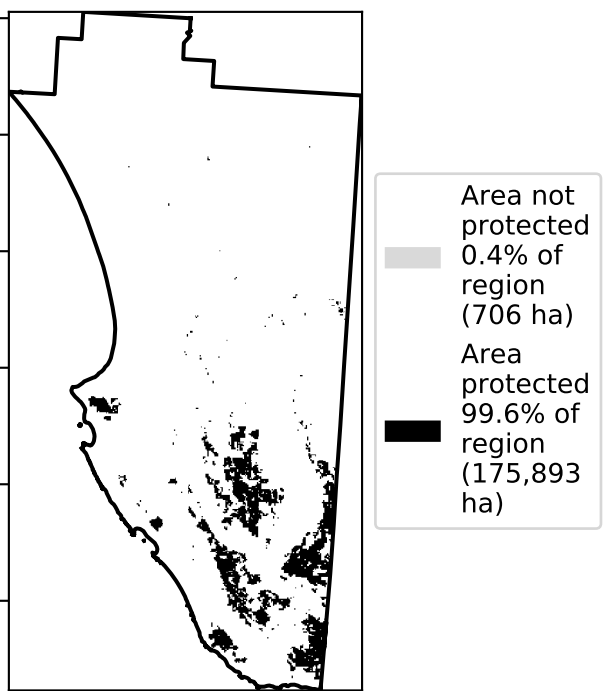 Area not
protected
0.4% of
region
(706 ha)
Area
protected
99.6% of
region
(175,893
ha)